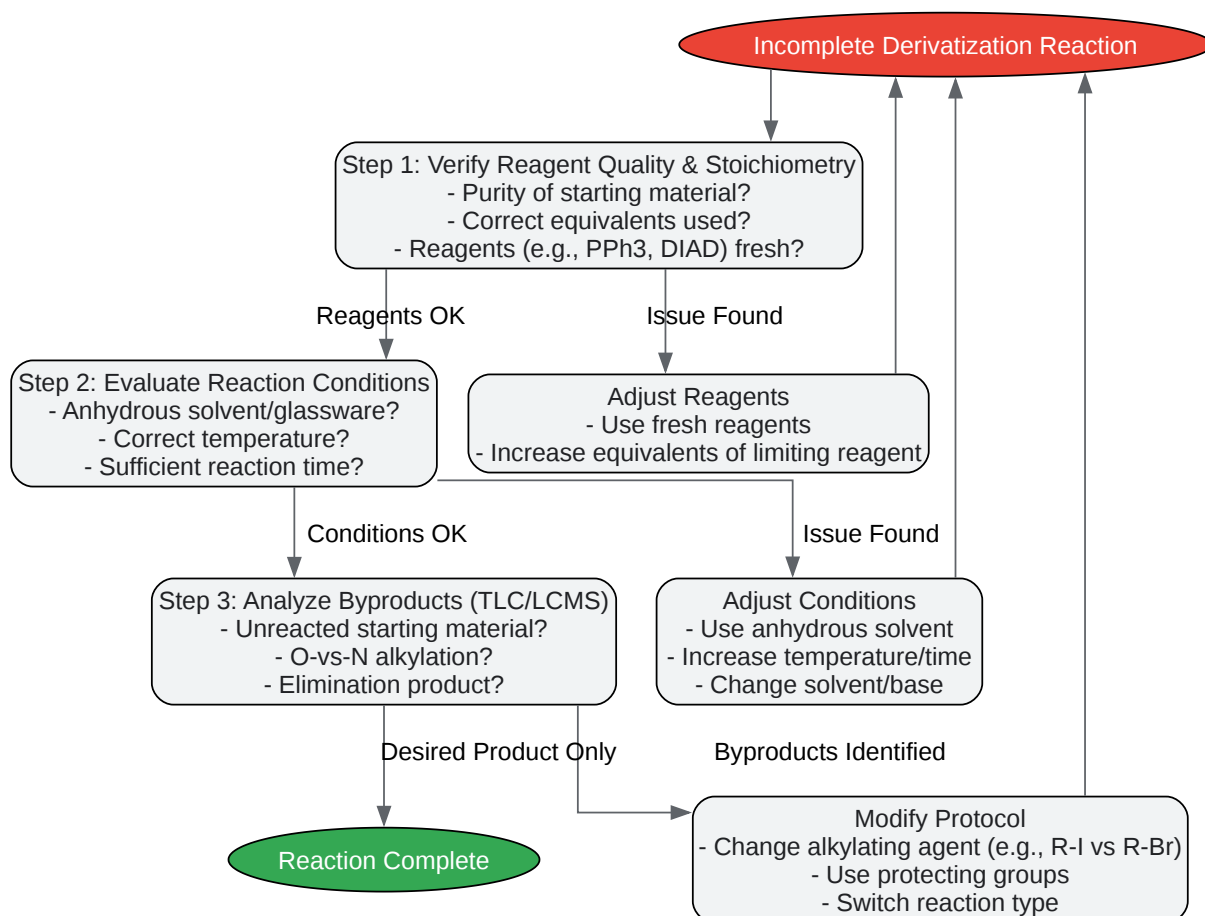 Incomplete Derivatization Reaction
Step 1: Verify Reagent Quality & Stoichiometry
- Purity of starting material?
- Correct equivalents used?
- Reagents (e.g., PPh3, DIAD) fresh?
Reagents OK
Issue Found
Step 2: Evaluate Reaction Conditions
- Anhydrous solvent/glassware?
- Correct temperature?
- Sufficient reaction time?
Adjust Reagents
- Use fresh reagents
- Increase equivalents of limiting reagent
Conditions OK
Issue Found
Step 3: Analyze Byproducts (TLC/LCMS)
- Unreacted starting material?
- O-vs-N alkylation?
- Elimination product?
Adjust Conditions
- Use anhydrous solvent
- Increase temperature/time
- Change solvent/base
Desired Product Only
Byproducts Identified
Reaction Complete
Modify Protocol
- Change alkylating agent (e.g., R-I vs R-Br)
- Use protecting groups
- Switch reaction type